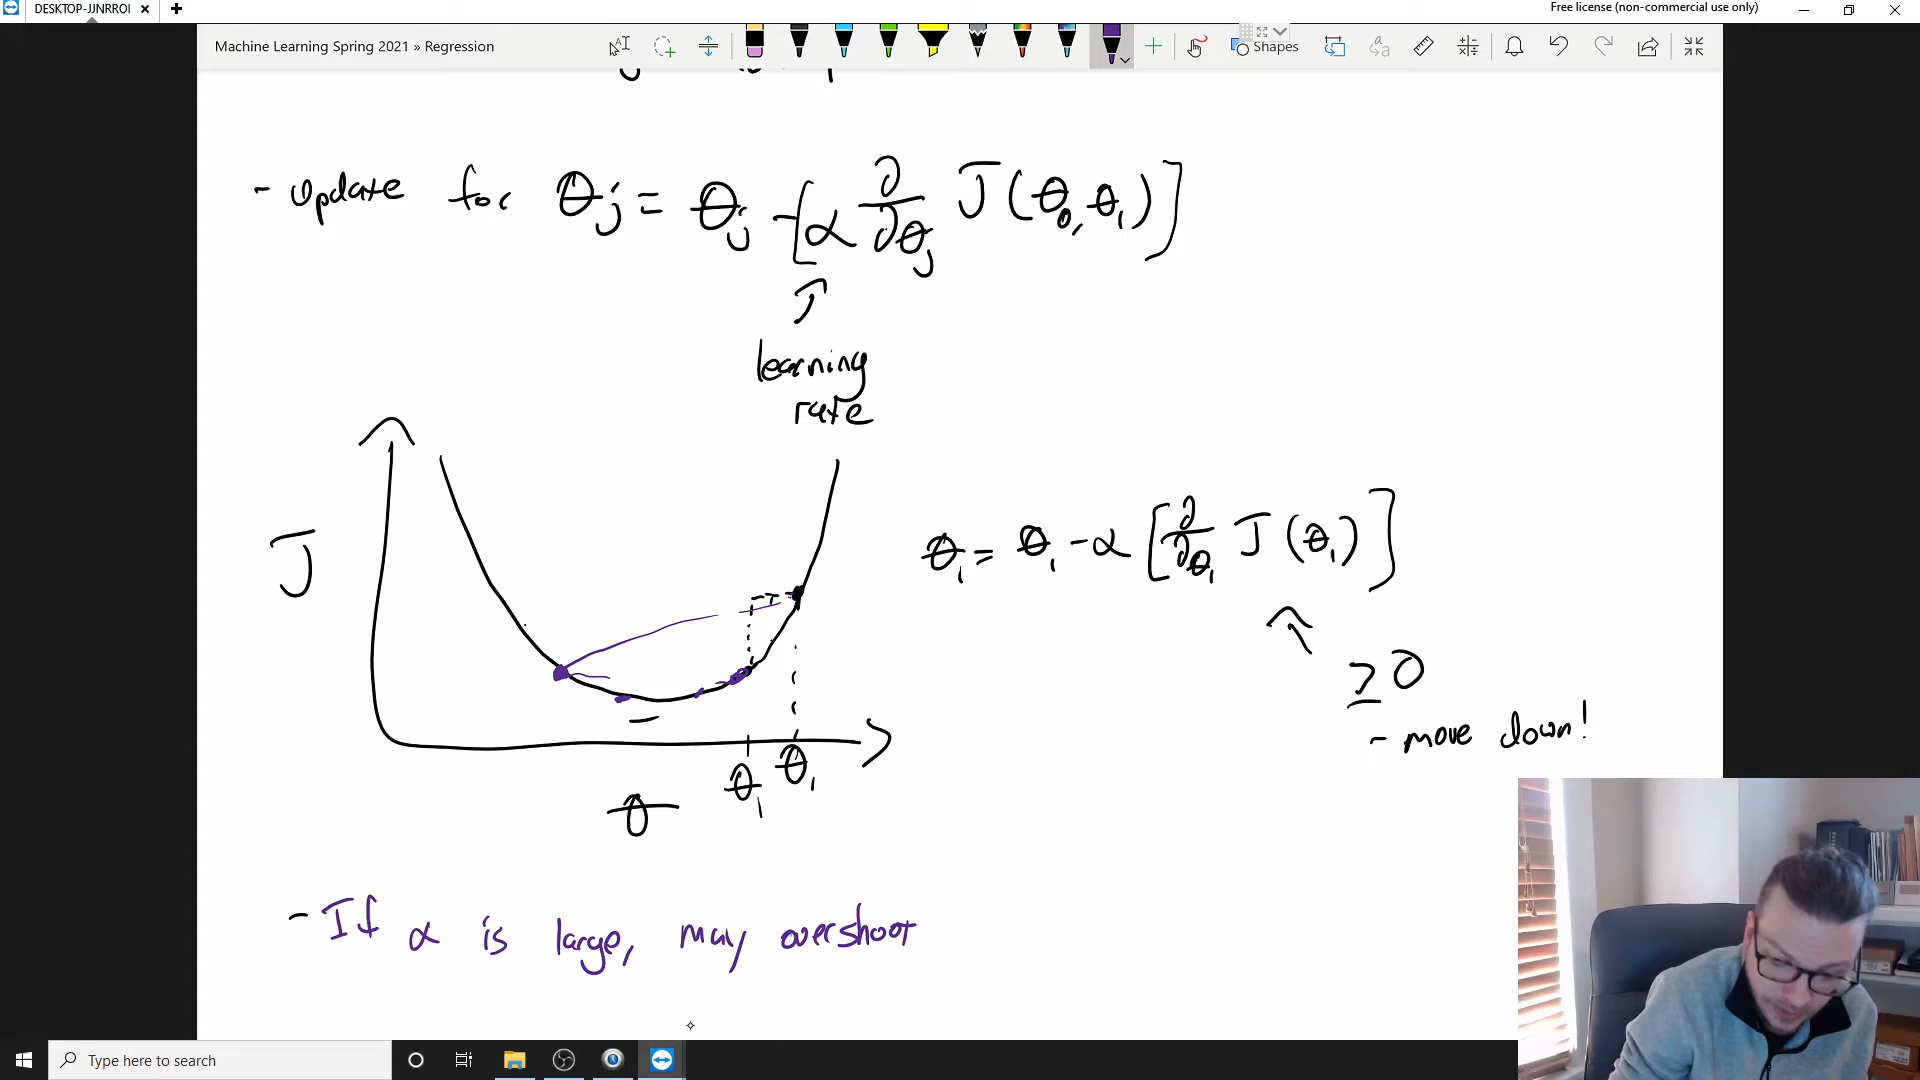 DESKTOP-JJNRROI
Free license (non-commercial use only)
Machine Learning Spring 2021 » Regression
Shapes
- Update for θj = θj -[α ∂/∂θj J(θ0, θ1)]
learning
rate
J
θ1 = θ1 - α [∂/∂θ1 J(θ1)]
≥ 0
- move down!
θ1 θ1
θ
- If α is large, may overshoot
Type here to search